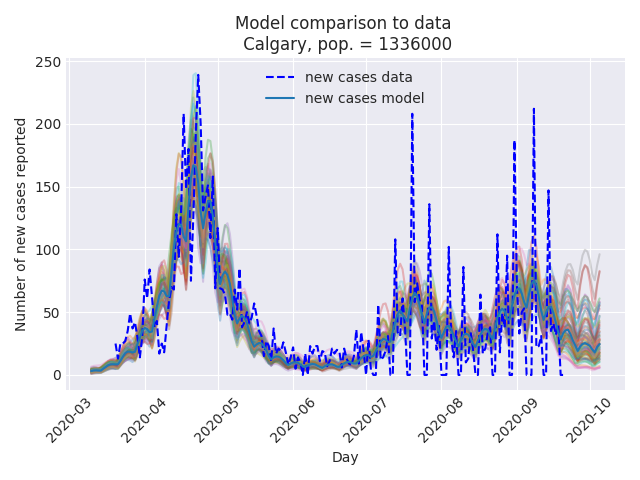 Model comparison to data
Calgary, pop. = 1336000
new cases data
new cases model
Number of new cases reported
250
200
150
100
50
0
2020-03
2020-04
2020-05
2020-06
2020-07
2020-08
2020-09
2020-10
Day